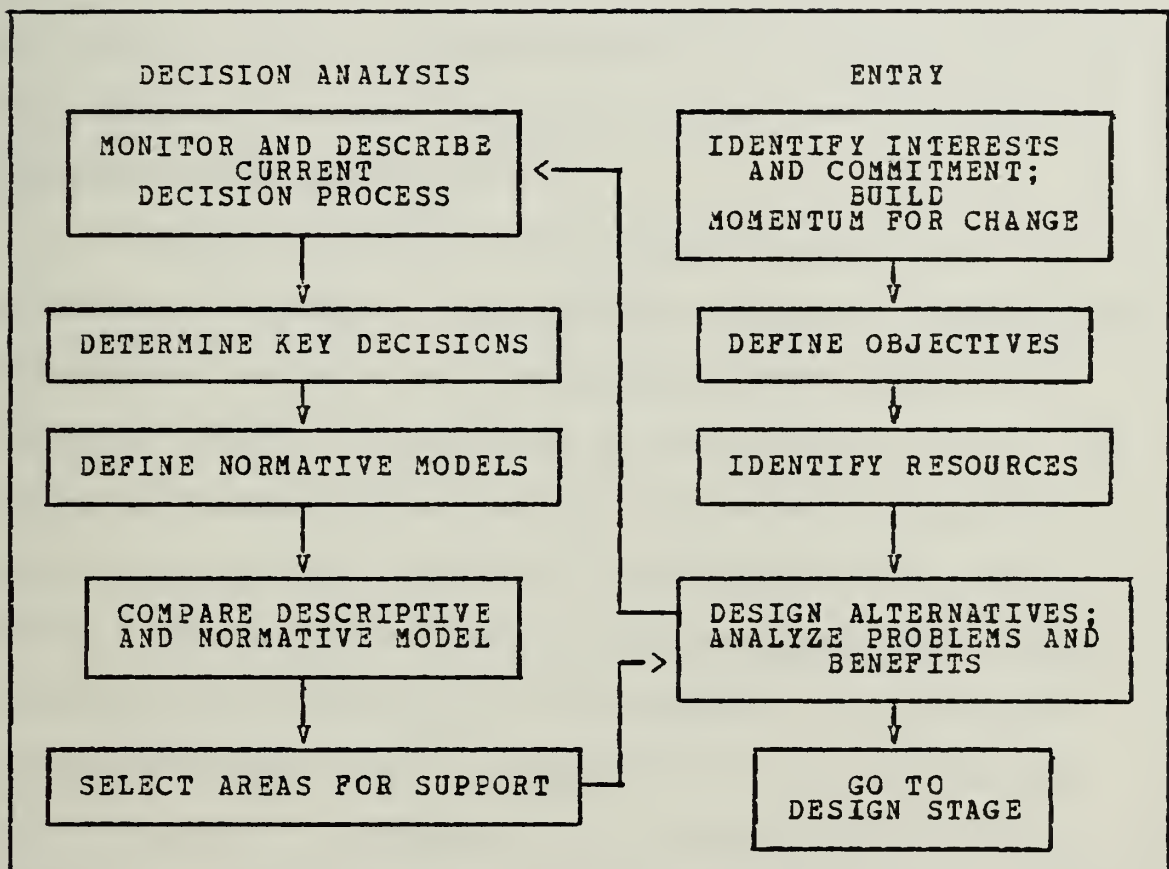 DECISION ANALYSIS
MONITOR AND DESCRIBE
CURRENT
DECISION PROCESS
DETERMINE KEY DECISIONS
DEFINE NORMATIVE MODELS
COMPARE DESCRIPTIVE
AND NORMATIVE MODEL
SELECT AREAS FOR SUPPORT
ENTRY
IDENTIFY INTERESTS
AND COMMITMENT;
BUILD
MOMENTUM FOR CHANGE
DEFINE OBJECTIVES
IDENTIFY RESOURCES
DESIGN ALTERNATIVES;
ANALYZE PROBLEMS AND
BENEFITS
GO TO
DESIGN STAGE